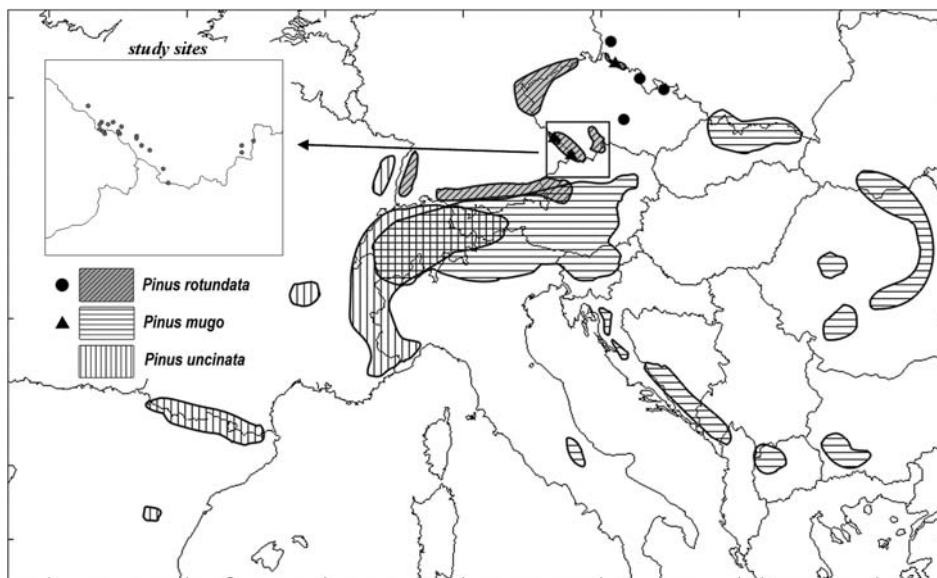 study sites
Pinus rotundata
Pinus mugo
Pinus uncinata